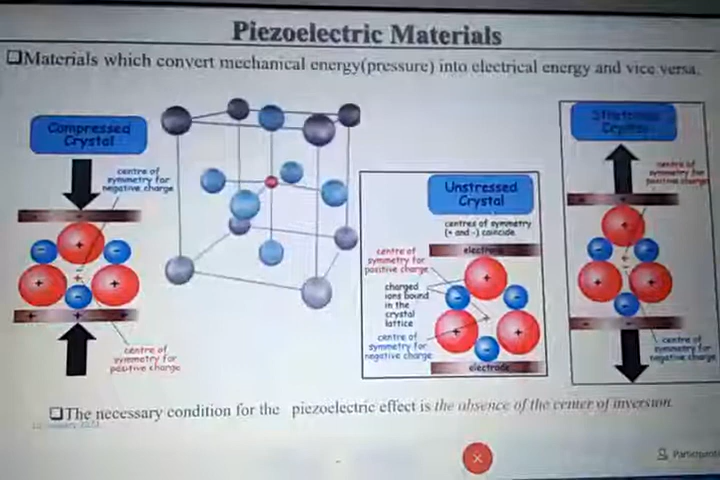 Piezoelectric Materials
❑Materials which convert mechanical energy(pressure) into electrical energy and vice versa.
Compressed
Crystal
centre of
symmetry for
negative charge
centre of
symmetry for
positive charge
Unstressed
Crystal
centres of symmetry
(+ and -) coincide
electrode
centre of
symmetry for
positive charge
charged
ions bound
in the
crystal
lattice
centre of
symmetry for
negative charge
electrode
Stretched
Crystal
centre of
symmetry for
positive charge
centre of
symmetry for
negative charge
❑The necessary condition for the piezoelectric effect is the absence of the center of inversion.
Participants